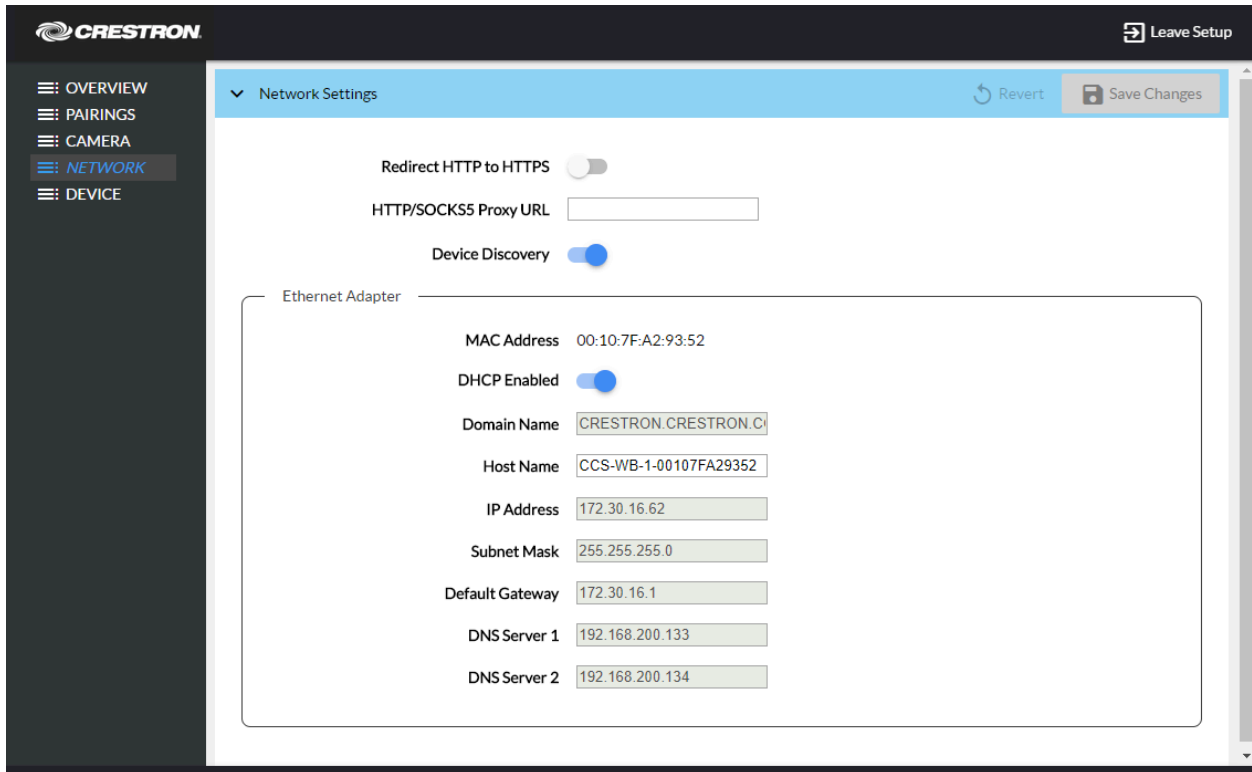 CRESTRON.
Leave Setup
OVERVIEW
PAIRINGS
CAMERA
NETWORK
DEVICE
Network Settings
Revert
Save Changes
Redirect HTTP to HTTPS
HTTP/SOCKS5 Proxy URL
Device Discovery
Ethernet Adapter
MAC Address 00:10:7F:A2:93:52
DHCP Enabled
Domain Name CRESTRON.CRESTRON.C
Host Name CCS-WB-1-00107FA29352
IP Address 172.30.16.62
Subnet Mask 255.255.255.0
Default Gateway 172.30.16.1
DNS Server 1 192.168.200.133
DNS Server 2 192.168.200.134